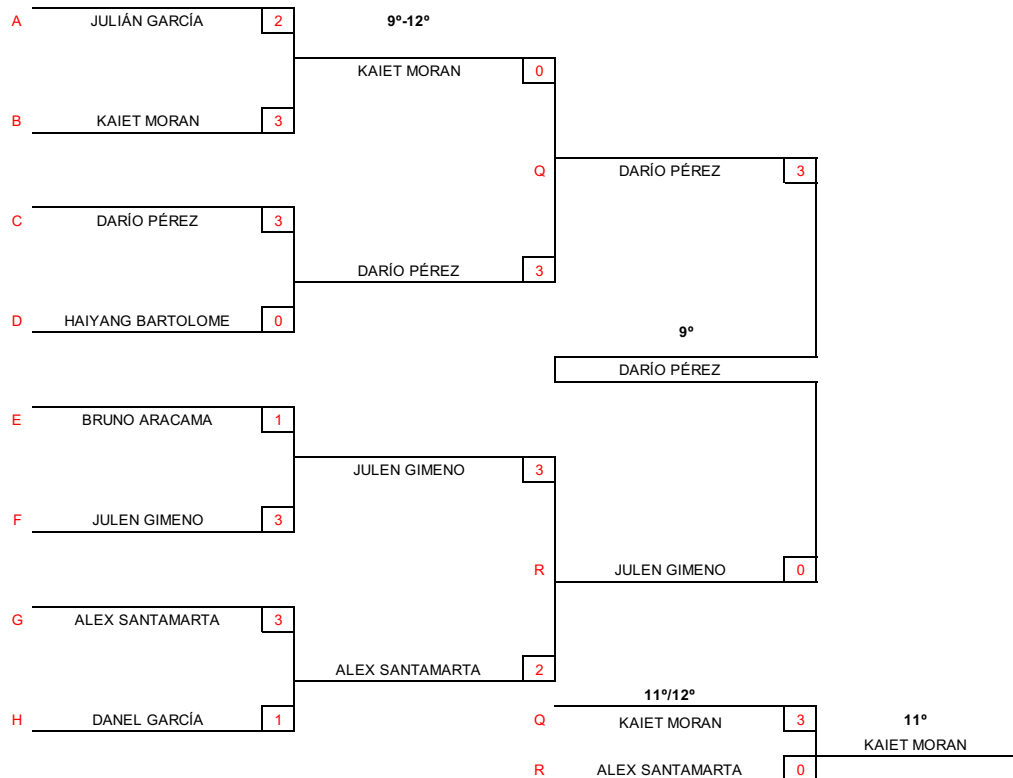 A JULIÁN GARCÍA 2 9º-12º
KAIET MORAN 0
B KAIET MORAN 3
Q DARÍO PÉREZ 3
C DARÍO PÉREZ 3
DARÍO PÉREZ 3
D HAIYANG BARTOLOME 0
9º
DARÍO PÉREZ
E BRUNO ARACAMA 1
JULEN GIMENO 3
F JULEN GIMENO 3
R JULEN GIMENO 0
G ALEX SANTAMARTA 3
ALEX SANTAMARTA 2
11º/12º
H DANEL GARCÍA 1 Q KAIET MORAN 3 11º
KAIET MORAN
R ALEX SANTAMARTA 0